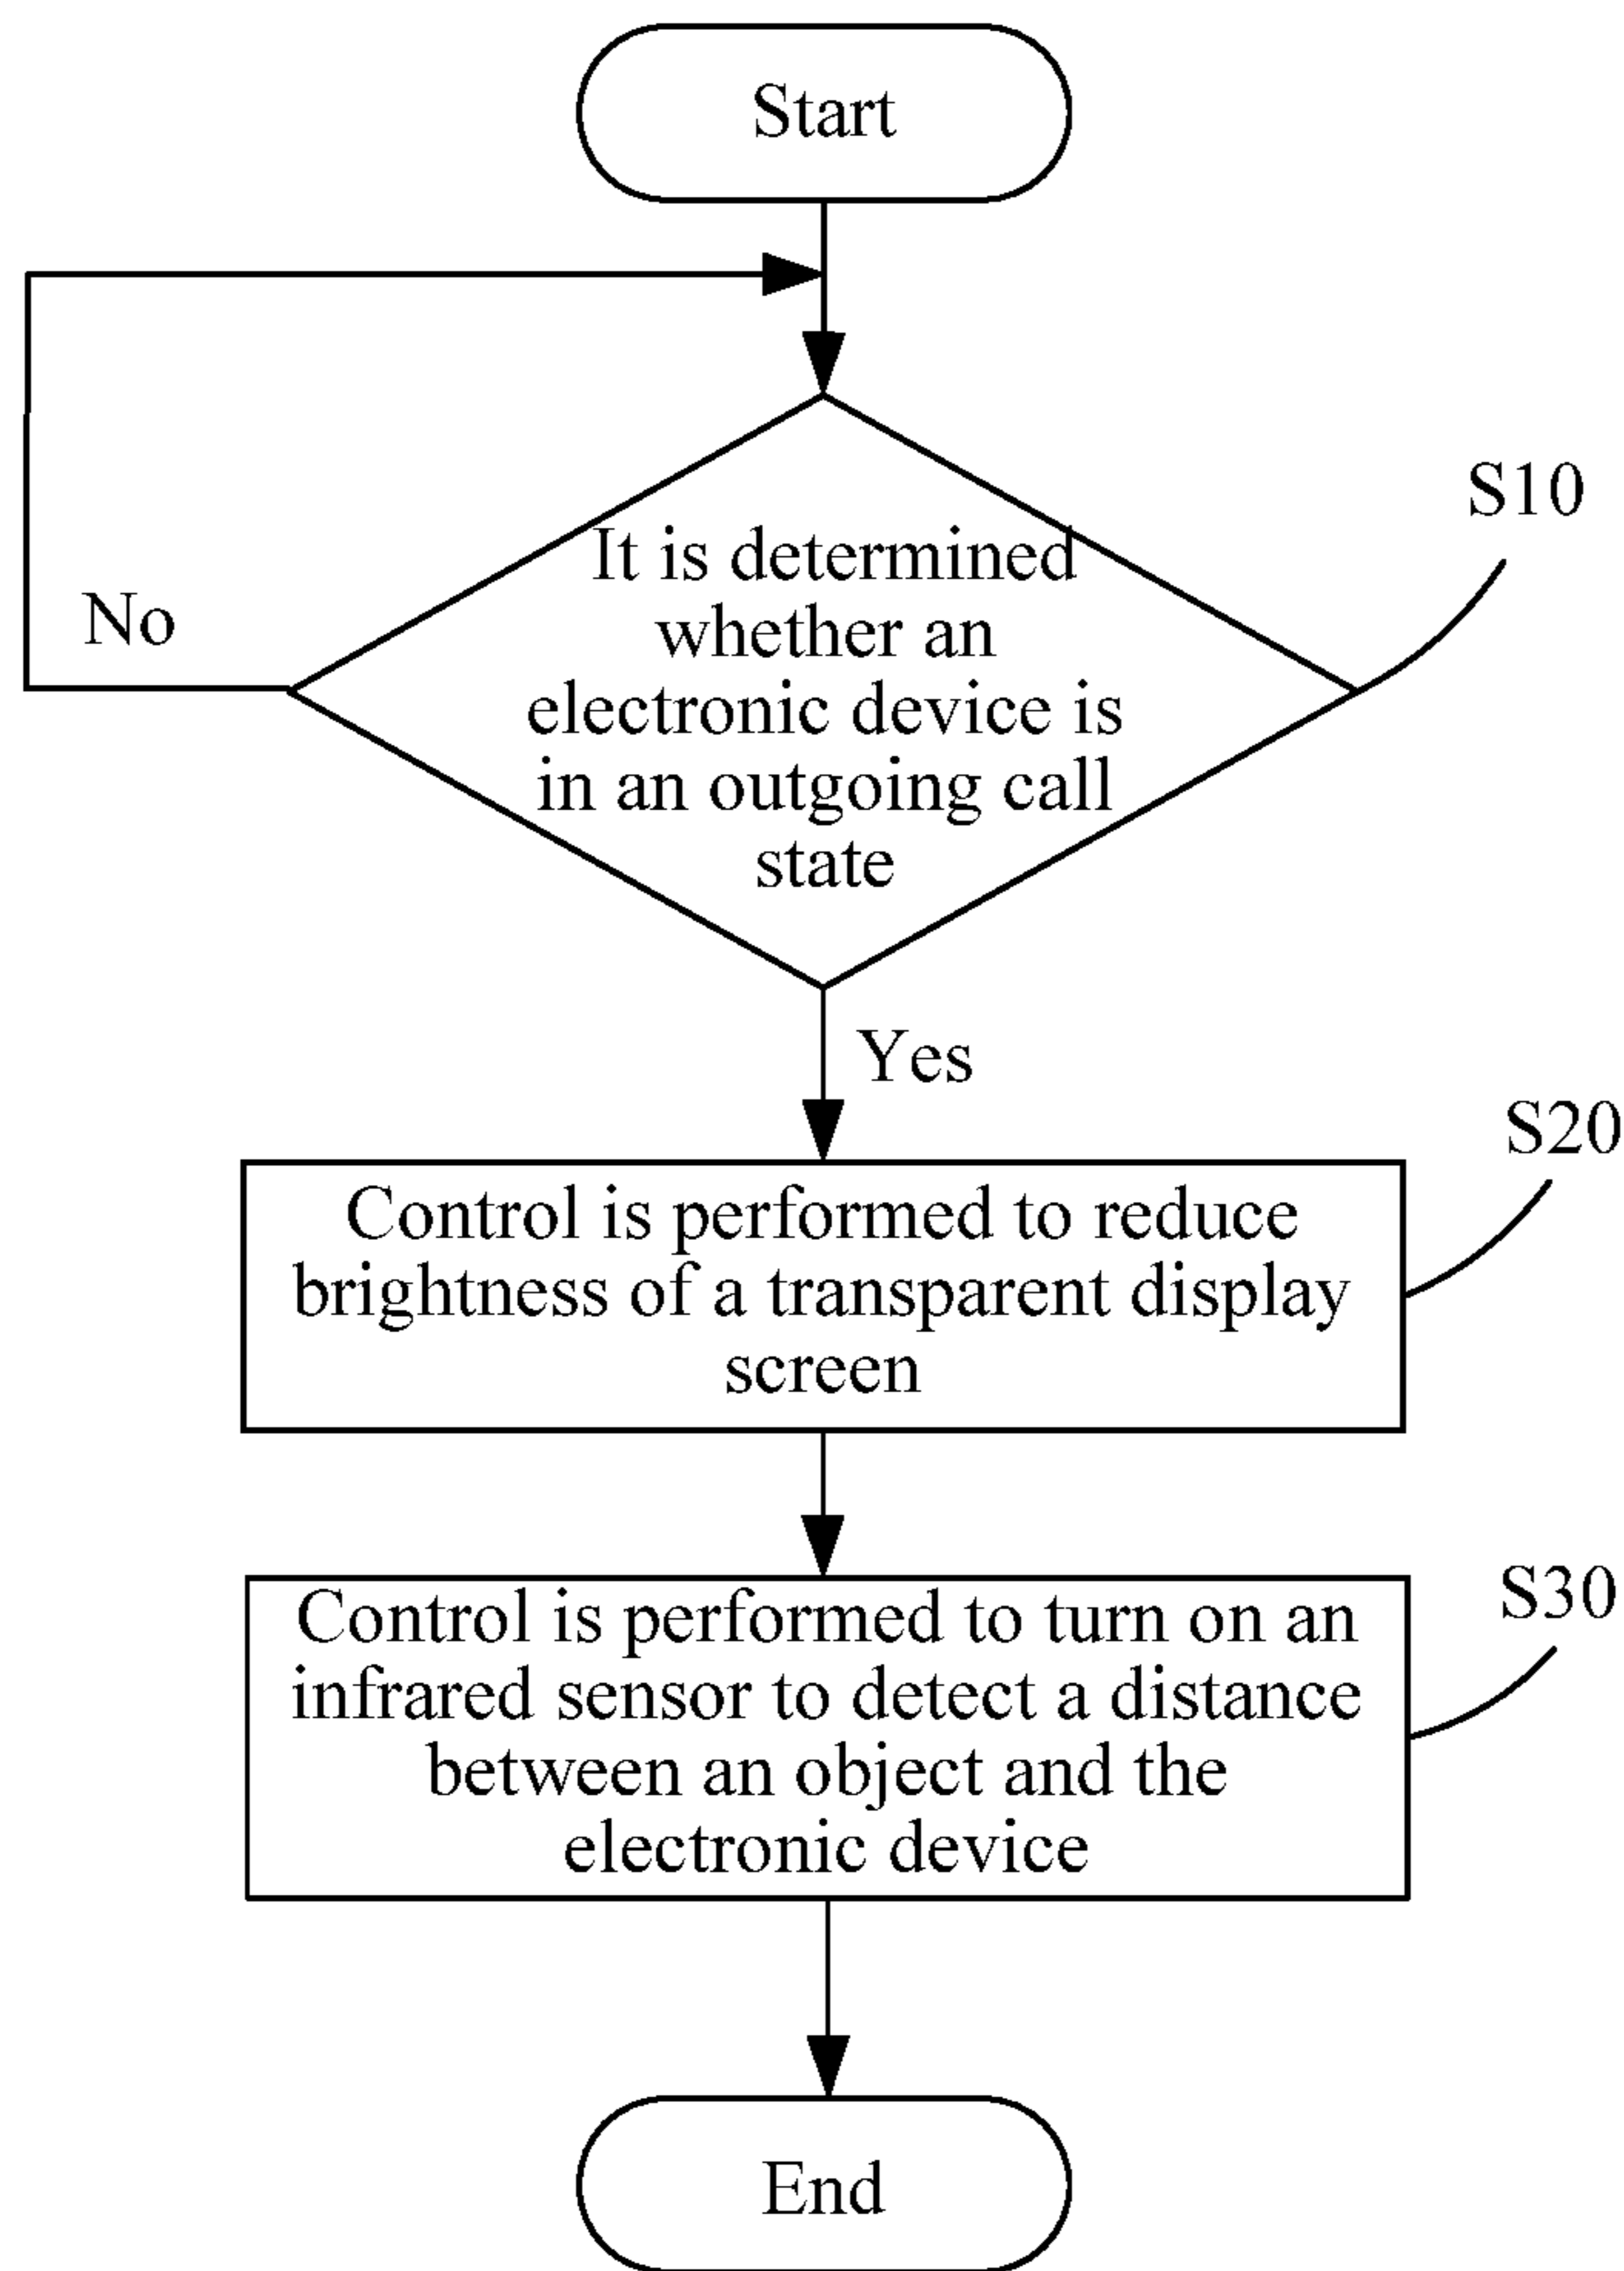 Start
It is determined
whether an
electronic device is
in an outgoing call
state
S10
No
Yes
Control is performed to reduce
brightness of a transparent display
screen
S20
Control is performed to turn on an
infrared sensor to detect a distance
between an object and the
electronic device
S30
End